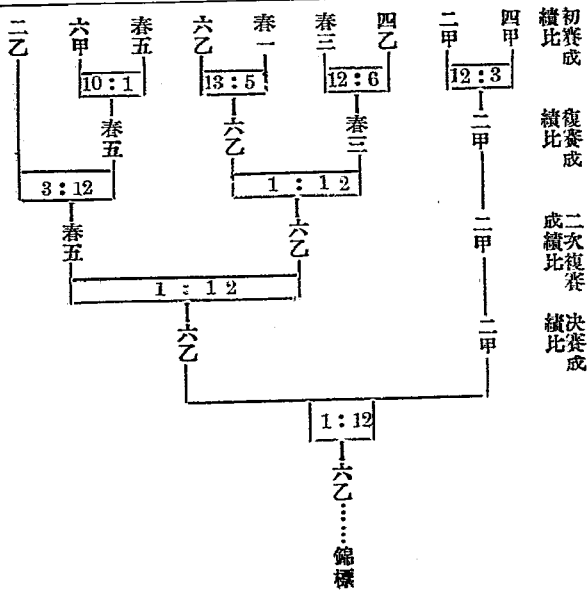 初賽成績比
四甲
二甲
四乙
春三
春一
六乙
春五
六甲
二乙
12:3
12:6
13:5
10:1
復賽成績比
二甲
春三
六乙
春五
1:12
3:12
二次復賽成績比
二甲
六乙
春五
1:12
決賽成績比
二甲
六乙
1:12
六乙……錦標